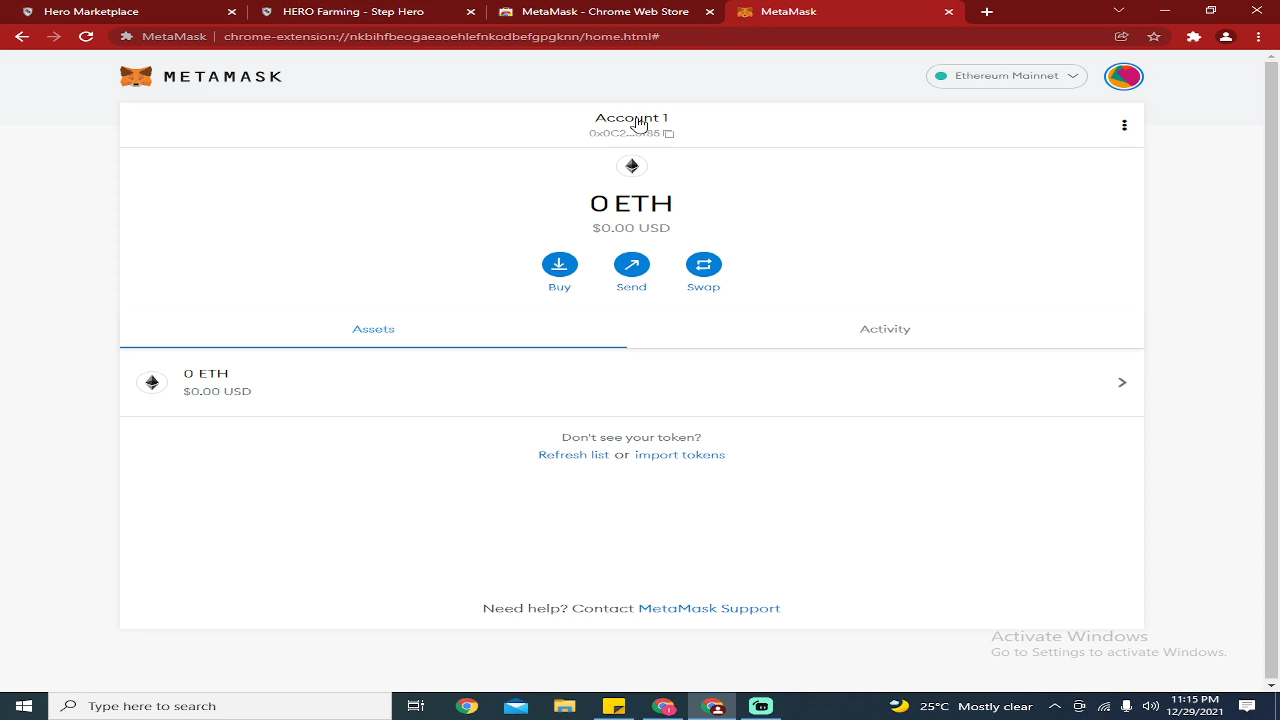 Hero Marketplace
HERO Farming - Step Hero
MetaMask - Chrome Web Store
MetaMask
MetaMask
chrome-extension://nkbihfbeogaeaoehlefnkodbefgpgknn/home.html#
METAMASK
Ethereum Mainnet
Account 1
0 ETH
$0.00 USD
Buy
Send
Swap
Assets
Activity
0 ETH
$0.00 USD
Don't see your token?
Refresh list or import tokens
Need help? Contact MetaMask Support
Activate Windows
Go to Settings to activate Windows.
Type here to search
25°C Mostly clear
11:15 PM
12/29/2021